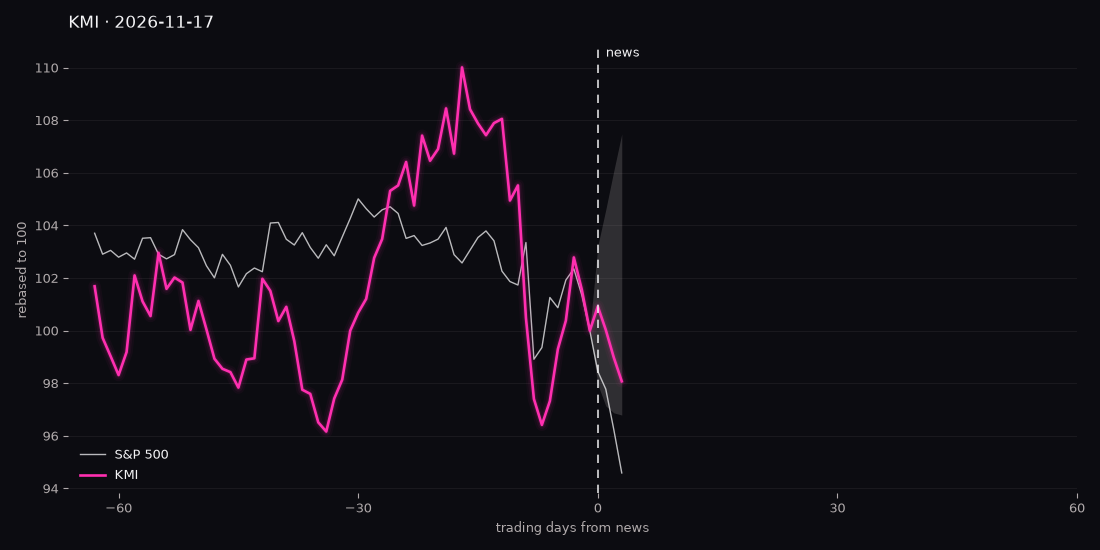 KMI · 2026-11-17
news
110
108
106
104
102
100
98
96
94
rebased to 100
S&P 500
KMI
−60
−30
0
30
60
trading days from news